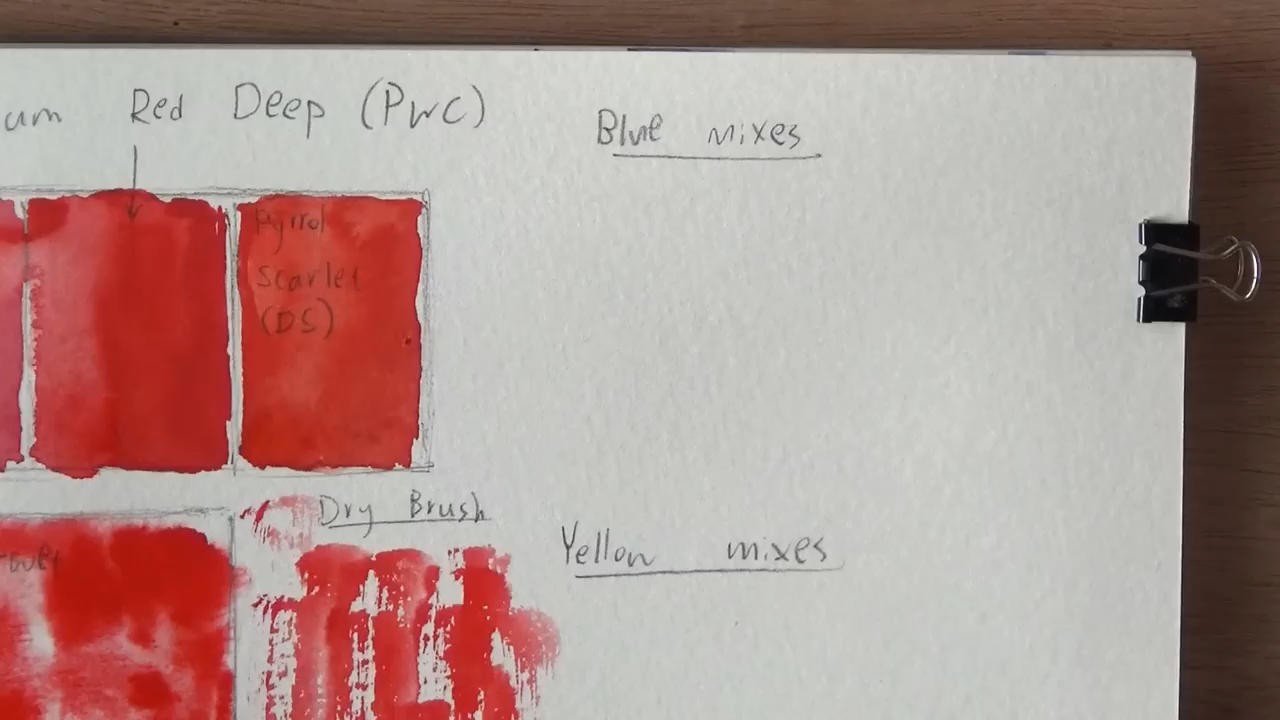 um Red Deep (PWC)
Blue mixes
Pyrrol
Scarlet
(DS)
Dry Brush
Yellow mixes